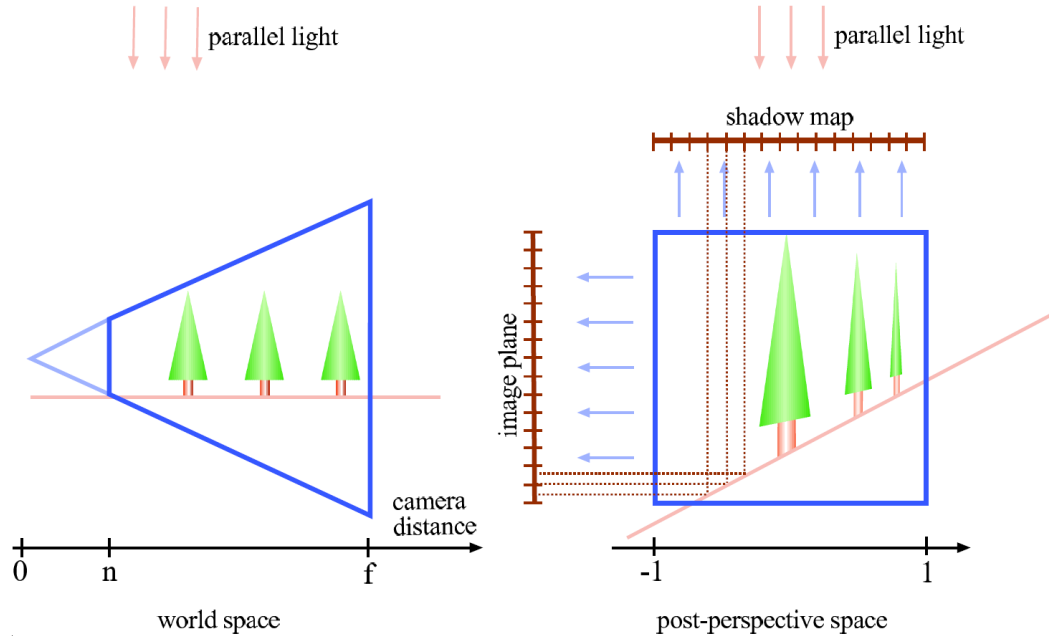 parallel light
parallel light
shadow map
image plane
camera
distance
0
n
f
-1
1
world space
post-perspective space